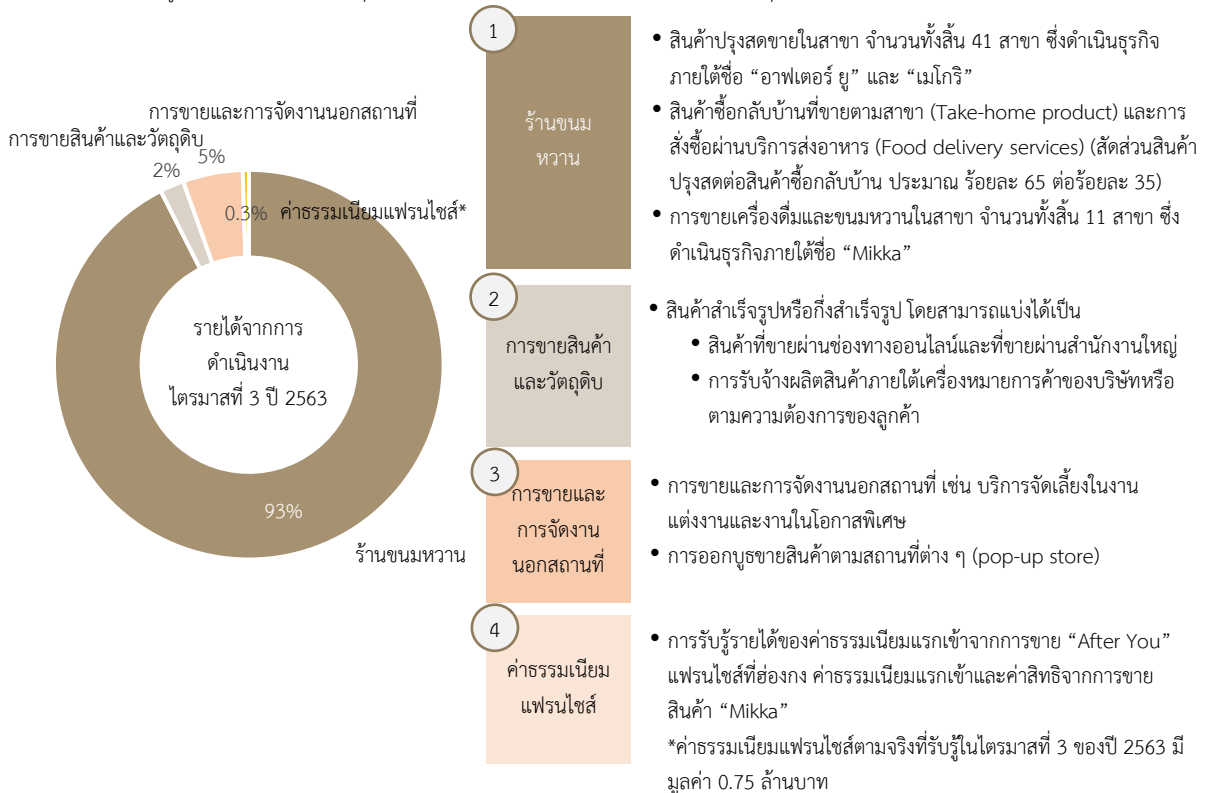 การขายและการจัดงานนอกสถานที่
การขายสินค้าและวัตถุดิบ
2%
5%
0.3%
ค่าธรรมเนียมแฟรนไชส์*
รายได้จากการ
ดำเนินงาน
ไตรมาสที่ 3 ปี 2563
93%
ร้านขนมหวาน
1
ร้านขนม
หวาน
• สินค้าปรุงสดขายในสาขา จำนวนทั้งสิ้น 41 สาขา ซึ่งดำเนินธุรกิจ
ภายใต้ชื่อ “อาฟเตอร์ ยู” และ “เมโกริ”
• สินค้าซื้อกลับบ้านที่ขายตามสาขา (Take-home product) และการ
สั่งซื้อผ่านบริการส่งอาหาร (Food delivery services) (สัดส่วนสินค้า
ปรุงสดต่อสินค้าซื้อกลับบ้าน ประมาณ ร้อยละ 65 ต่อร้อยละ 35)
• การขายเครื่องดื่มและขนมหวานในสาขา จำนวนทั้งสิ้น 11 สาขา ซึ่ง
ดำเนินธุรกิจภายใต้ชื่อ “Mikka”
2
การขายสินค้า
และวัตถุดิบ
• สินค้าสำเร็จรูปหรือกึ่งสำเร็จรูป โดยสามารถแบ่งได้เป็น
• สินค้าที่ขายผ่านช่องทางออนไลน์และที่ขายผ่านสำนักงานใหญ่
• การรับจ้างผลิตสินค้าภายใต้เครื่องหมายการค้าของบริษัทหรือ
ตามความต้องการของลูกค้า
3
การขายและ
การจัดงาน
นอกสถานที่
• การขายและการจัดงานนอกสถานที่ เช่น บริการจัดเลี้ยงในงาน
แต่งงานและงานในโอกาสพิเศษ
• การออกบูธขายสินค้าตามสถานที่ต่าง ๆ (pop-up store)
4
ค่าธรรมเนียม
แฟรนไชส์
• การรับรู้รายได้ของค่าธรรมเนียมแรกเข้าจากการขาย “After You”
แฟรนไชส์ที่ฮ่องกง ค่าธรรมเนียมแรกเข้าและค่าสิทธิจากการขาย
สินค้า “Mikka”
*ค่าธรรมเนียมแฟรนไชส์ตามจริงที่รับรู้ในไตรมาสที่ 3 ของปี 2563 มี
มูลค่า 0.75 ล้านบาท